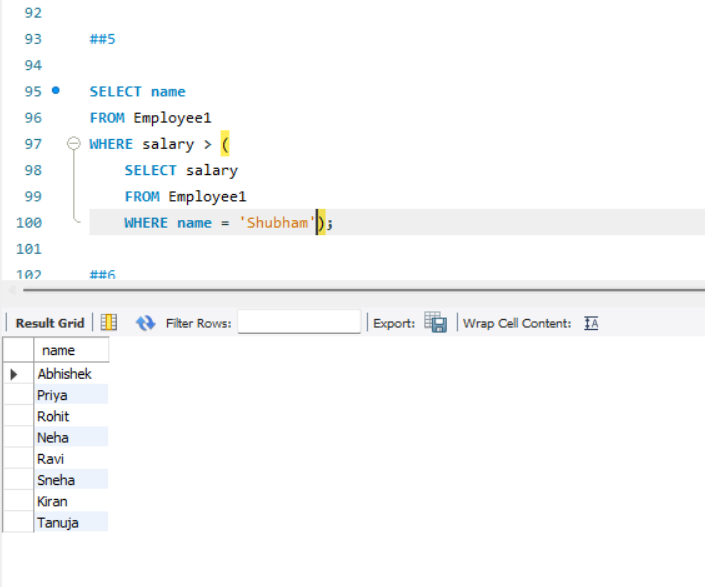 92
93 ##5
94
95 SELECT name
96 FROM Employee1
97 WHERE salary > (
98 SELECT salary
99 FROM Employee1
100 WHERE name = 'Shubham');
101
102 ##6
Result Grid Filter Rows: Export: Wrap Cell Content: IA
name
Abhishek
Priya
Rohit
Neha
Ravi
Sneha
Kiran
Tanuja